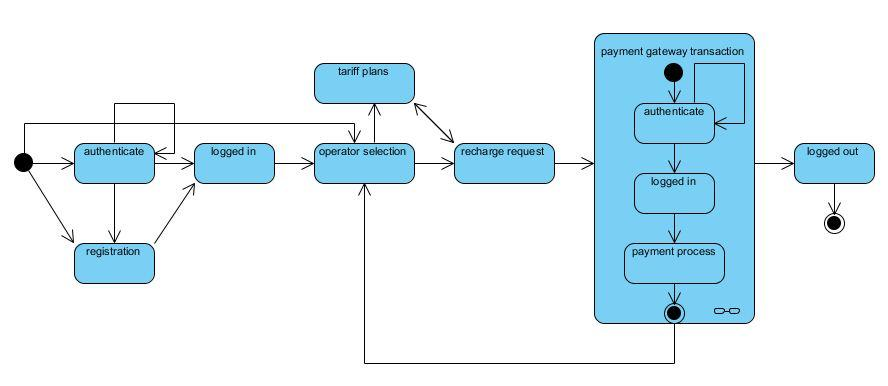 payment gateway transaction
tariff plans
authenticate
authenticate
logged in
operator selection
recharge request
logged out
logged in
registration
payment process